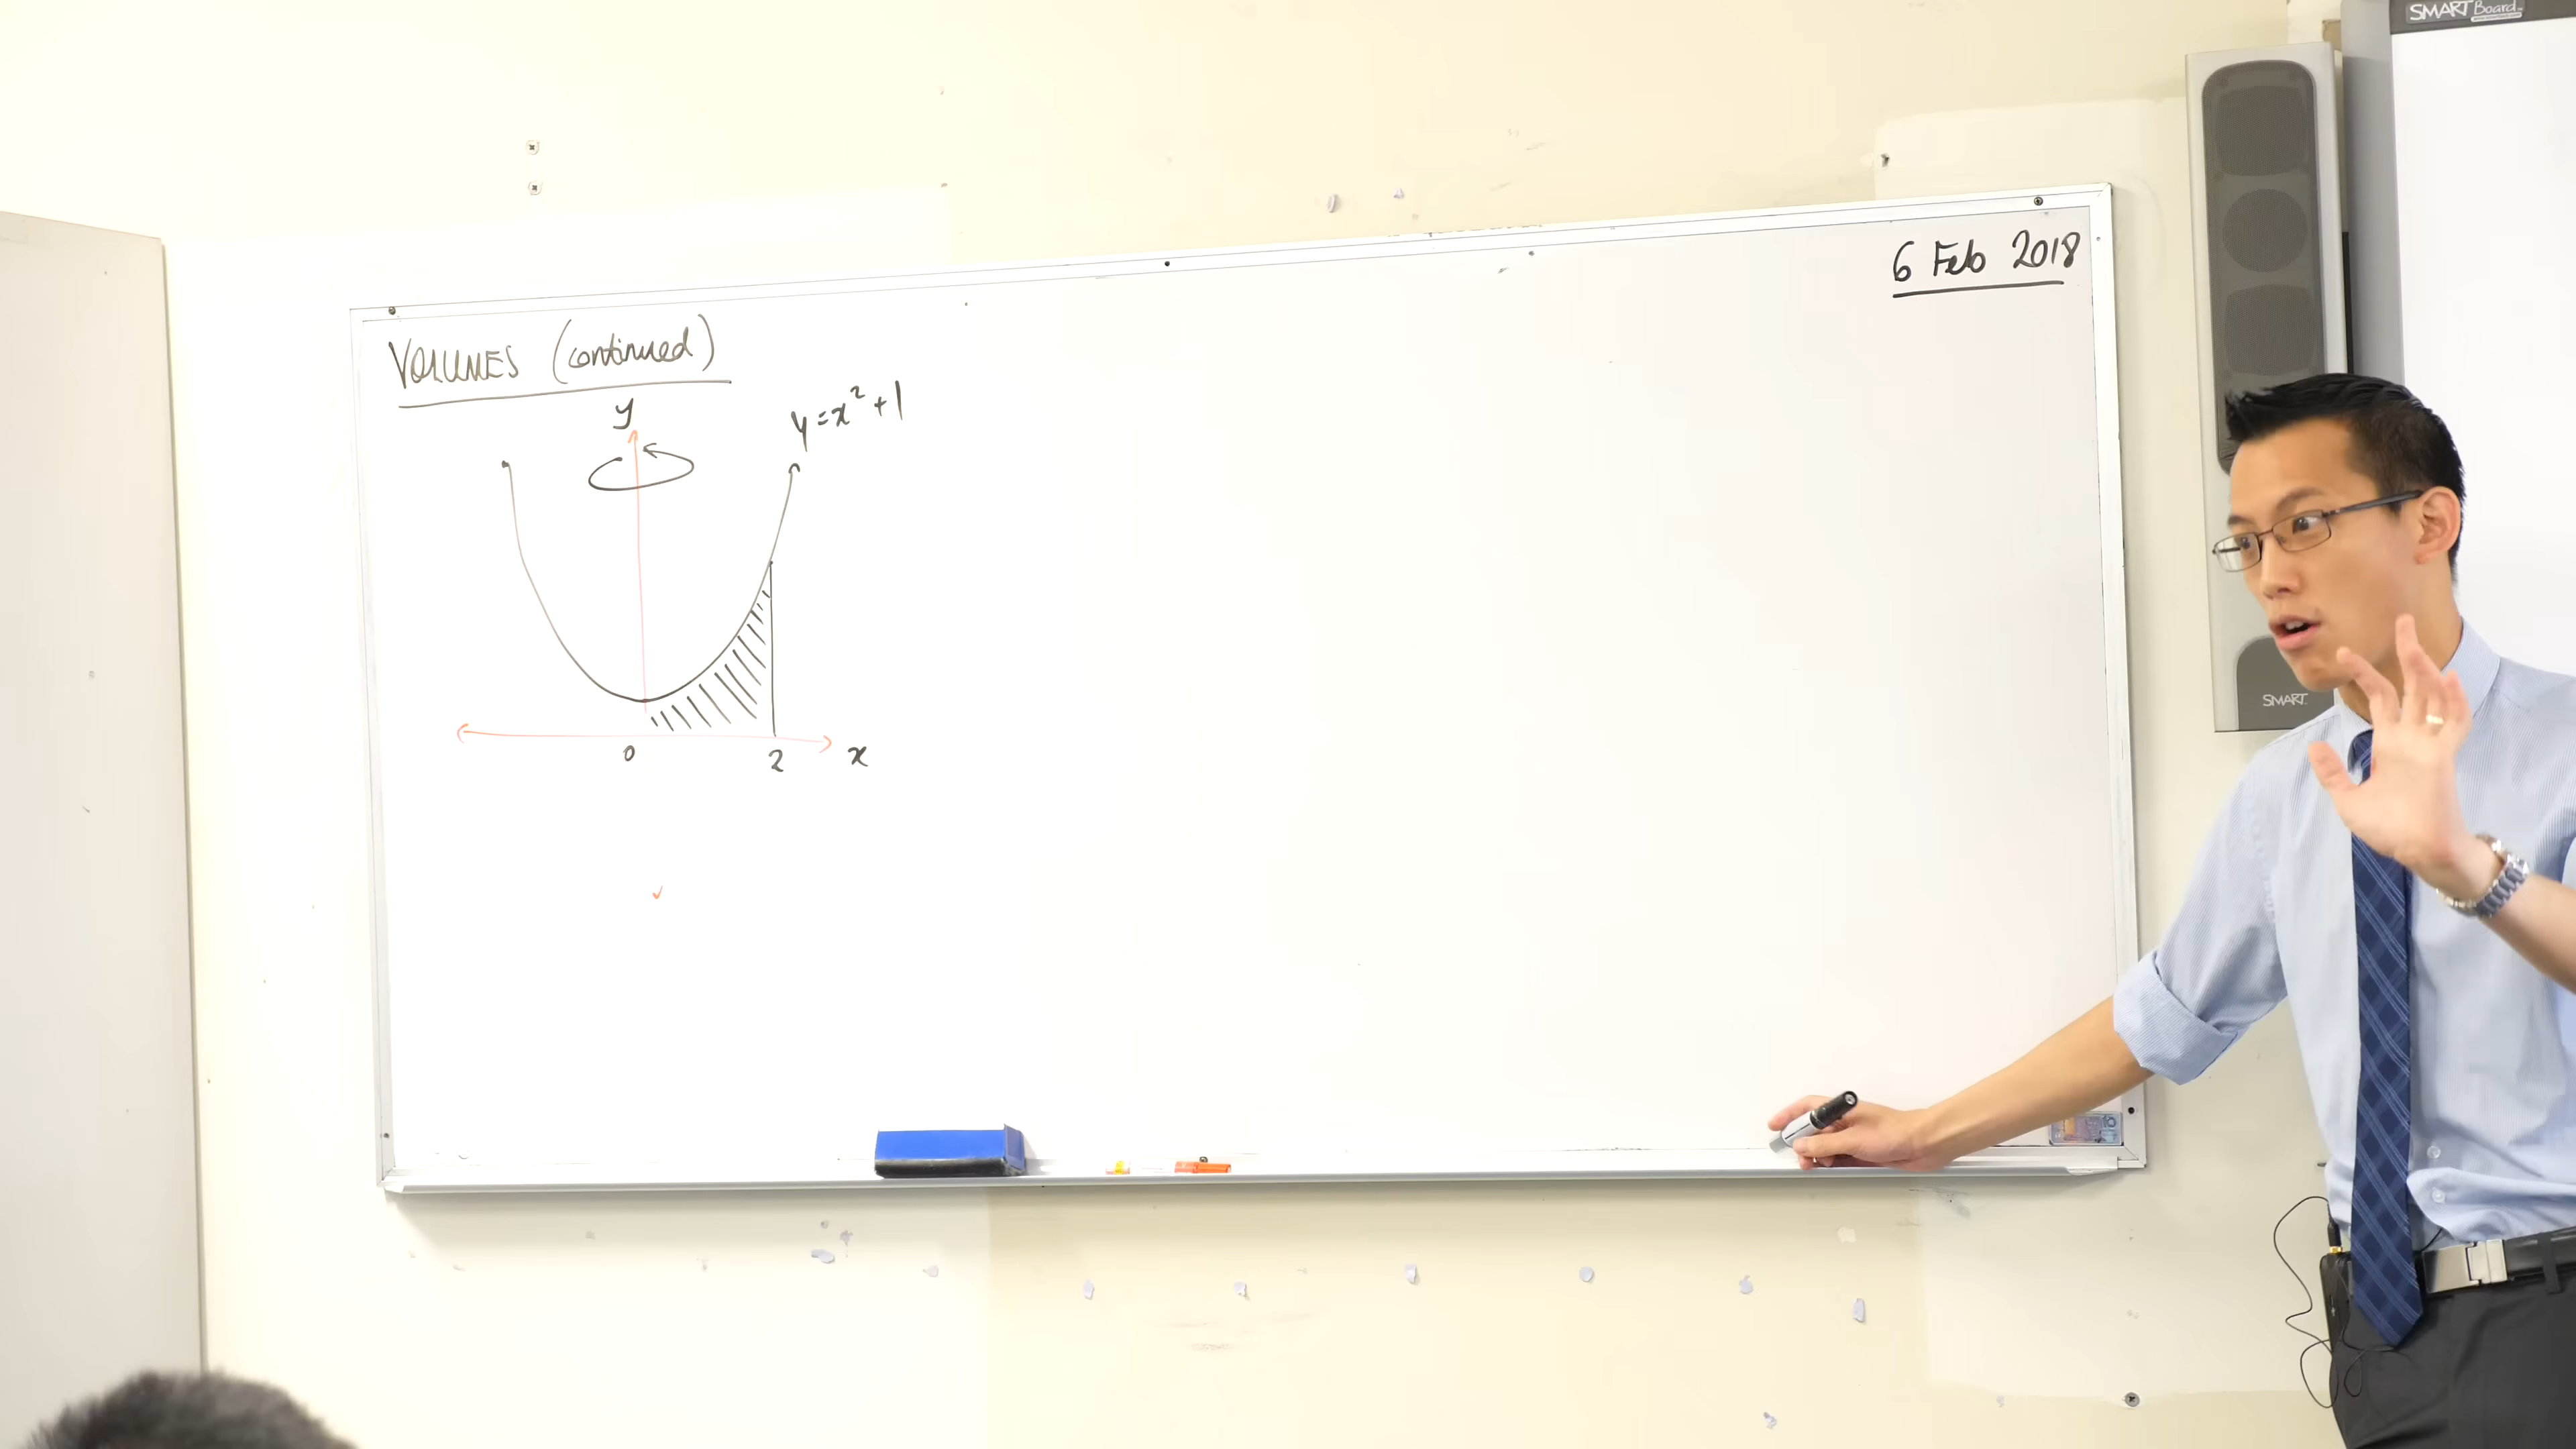 SMART Board
6 Feb 2018
VOLUMES (continued)
y
y = x² + 1
0
2
x
SMART